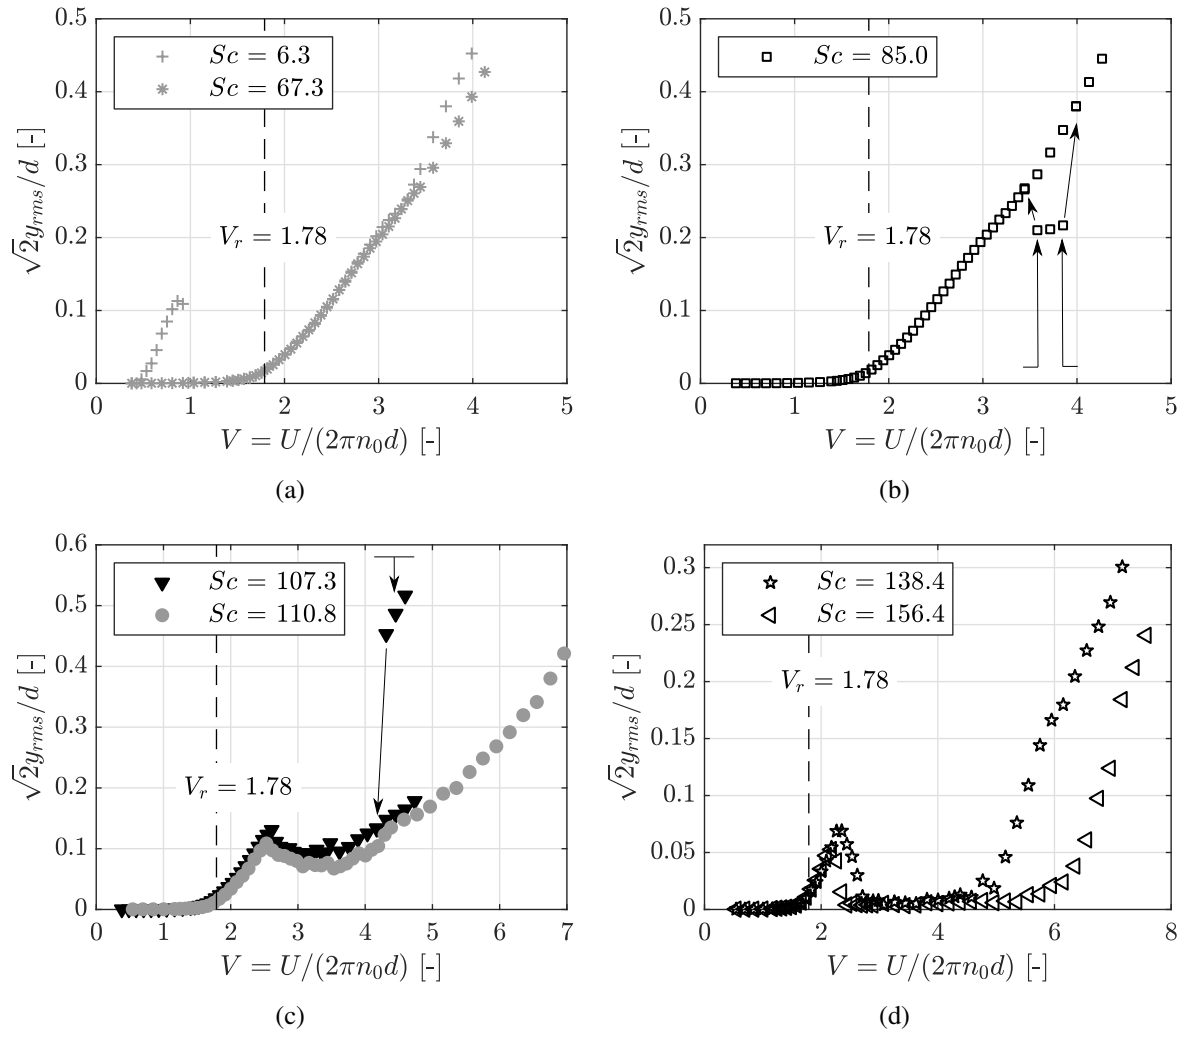 0.5
0.4
0.3
0.2
0.1
0
0 1 2 3 4 5
√2y_rms/d [-]
Sc = 6.3
Sc = 67.3
V_r = 1.78
V = U/(2πn_0d) [-]
(a)
0.5
0.4
0.3
0.2
0.1
0
0 1 2 3 4 5
√2y_rms/d [-]
Sc = 85.0
V_r = 1.78
V = U/(2πn_0d) [-]
(b)
0.6
0.5
0.4
0.3
0.2
0.1
0
0 1 2 3 4 5 6 7
√2y_rms/d [-]
Sc = 107.3
Sc = 110.8
V_r = 1.78
V = U/(2πn_0d) [-]
(c)
0.3
0.25
0.2
0.15
0.1
0.05
0
0 2 4 6 8
√2y_rms/d [-]
Sc = 138.4
Sc = 156.4
V_r = 1.78
V = U/(2πn_0d) [-]
(d)